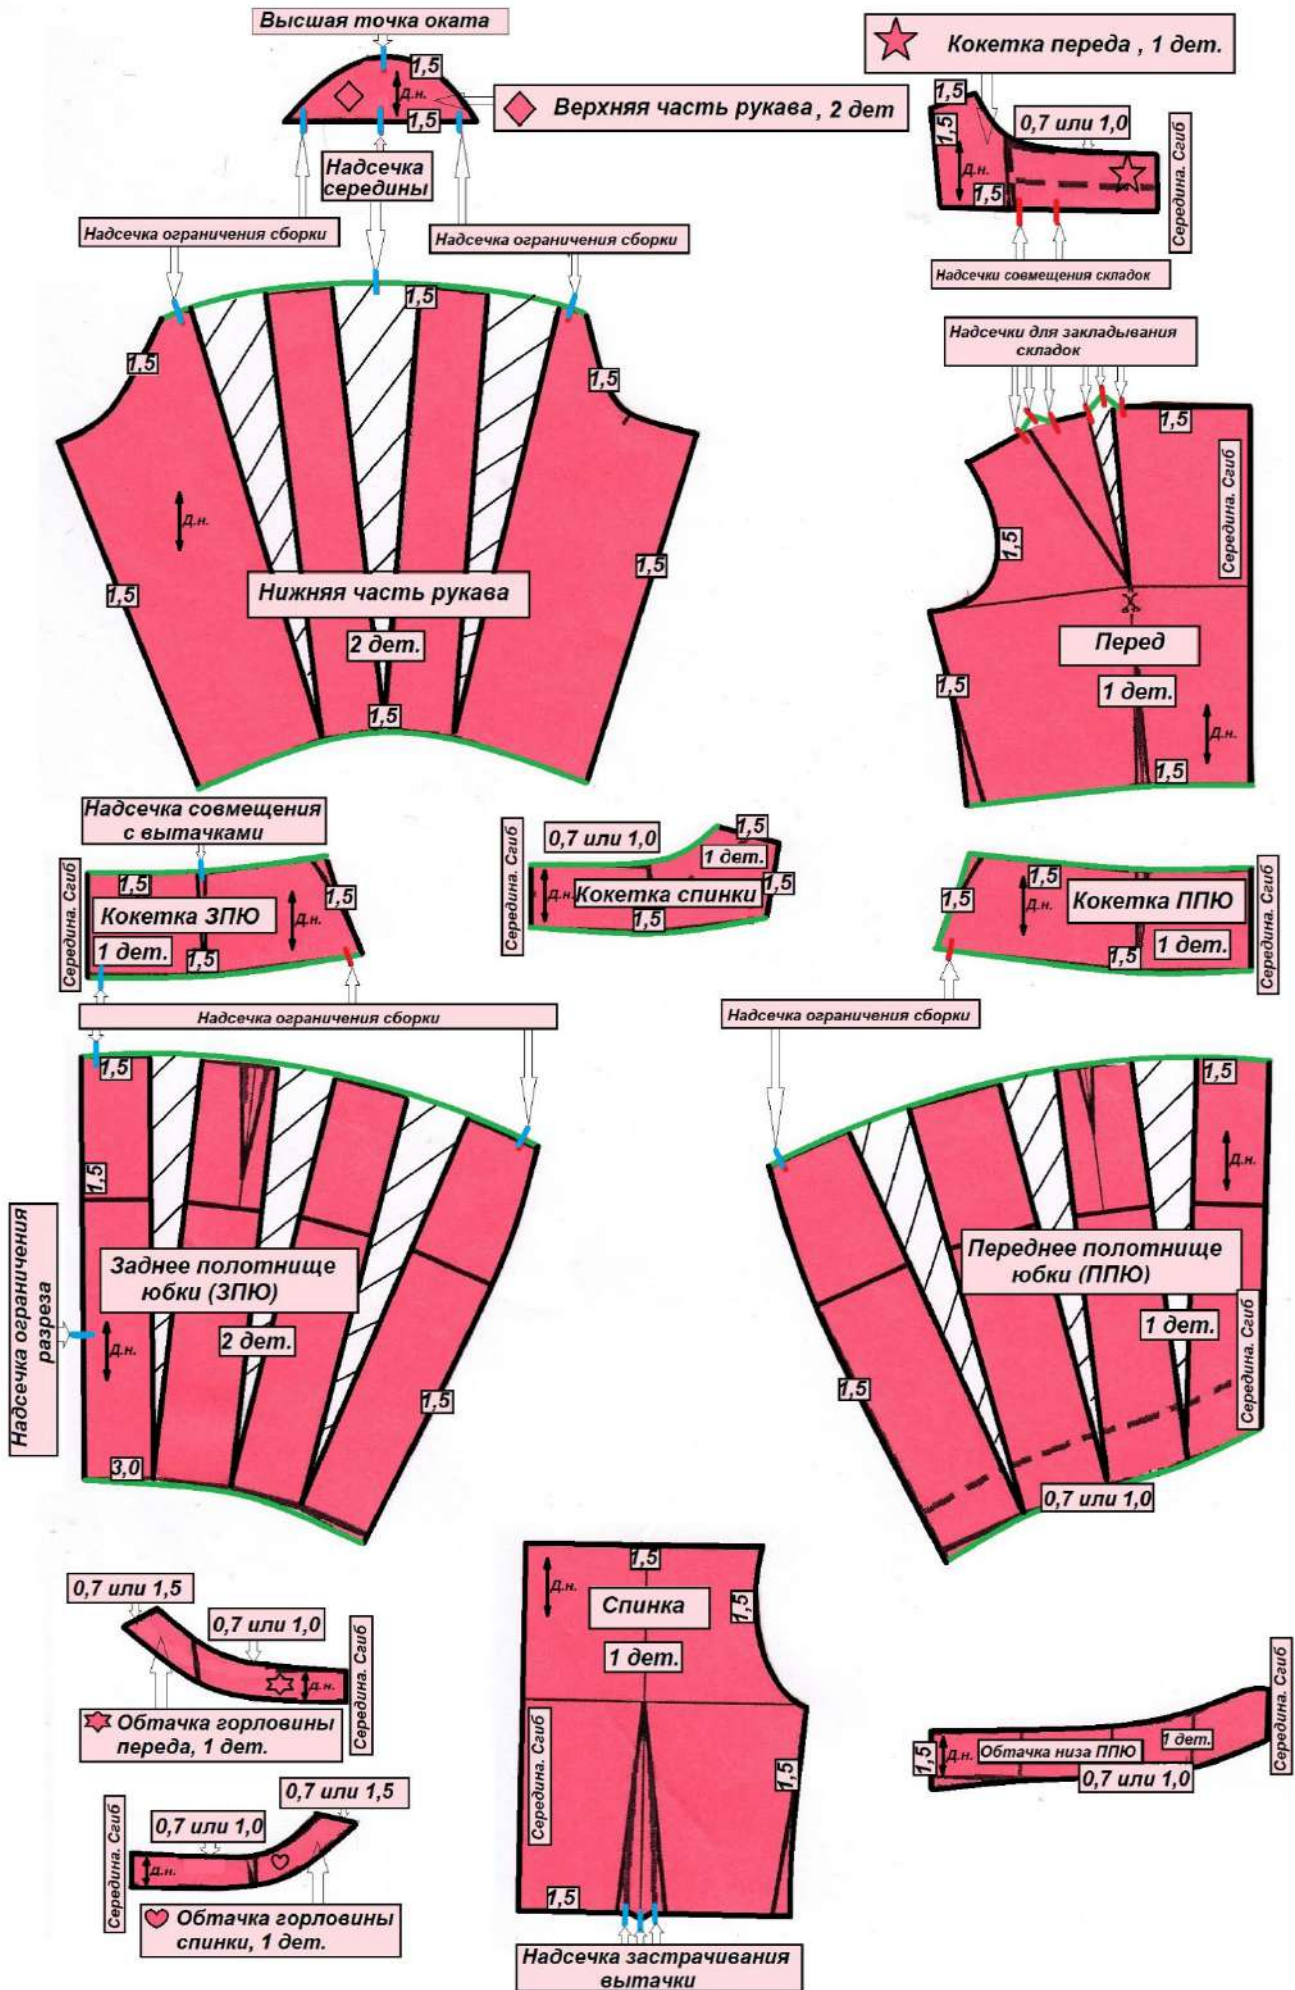 Высшая точка оката
1,5
Д.н.
1,5
Верхняя часть рукава, 2 дет
Надсечка
середины
Надсечка ограничения сборки
Надсечка ограничения сборки
Кокетка переда, 1 дет.
1,5
1,5
0,7 или 1,0
Д.н.
1,5
Середина. Сгиб
Надсечки совмещения складок
1,5
1,5
1,5
Д.н.
1,5
1,5
Нижняя часть рукава
2 дет.
1,5
Надсечки для закладывания
складок
1,5
Середина. Сгиб
1,5
Перед
1 дет.
1,5
Д.н.
1,5
Надсечка совмещения
с вытачками
Середина. Сгиб
1,5
1,5
Кокетка ЗПЮ
Д.н.
1 дет.
1,5
0,7 или 1,0
1,5
1 дет.
Середина. Сгиб
Д.н.
Кокетка спинки
1,5
1,5
1,5
1,5
Д.н.
Кокетка ППЮ
1 дет.
1,5
Середина. Сгиб
Надсечка ограничения сборки
Надсечка ограничения сборки
1,5
1,5
Надсечка ограничения
разреза
Заднее полотнище
юбки (ЗПЮ)
2 дет.
Д.н.
1,5
3,0
1,5
Д.н.
Переднее полотнище
юбки (ППЮ)
1 дет.
Середина. Сгиб
1,5
0,7 или 1,0
0,7 или 1,5
0,7 или 1,0
Д.н.
Середина. Сгиб
Обтачка горловины
переда, 1 дет.
0,7 или 1,5
0,7 или 1,0
Середина. Сгиб
Д.н.
Обтачка горловины
спинки, 1 дет.
1,5
Д.н.
Спинка
1,5
1 дет.
Середина. Сгиб
1,5
1,5
Надсечка застрачивания
вытачки
Середина. Сгиб
1,5
Д.н.
Обтачка низа ППЮ
1 дет.
0,7 или 1,0